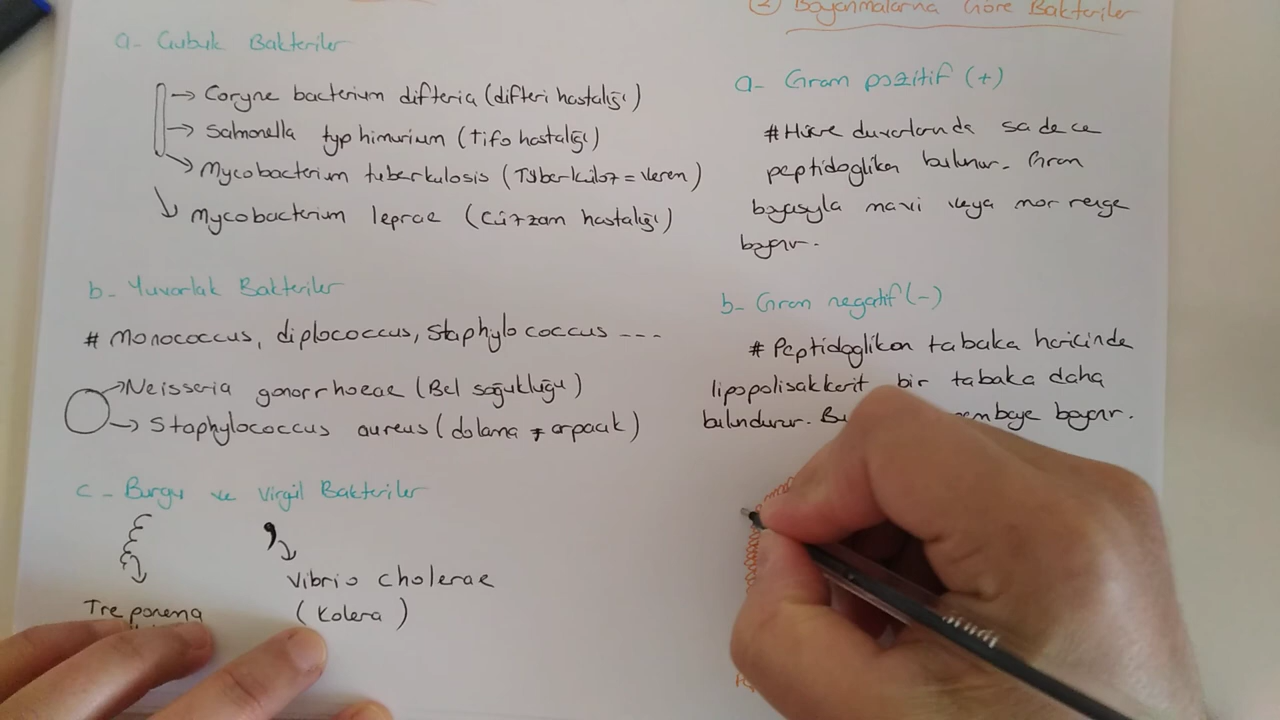 a- Çubuk Bakteriler
→ Coryne bacterium difteria (difteri hastalığı)
→ Salmonella typhimurium (Tifo hastalığı)
→ Mycobacterium tuberkulosis (Tüberküloz = Verem)
→ Mycobacterium leprae (Cüzzam hastalığı)
b- Yuvarlak Bakteriler
# Monococcus, diplococcus, Staphylococcus ---
→ Neisseria gonorrhoeae (Bel soğukluğu)
→ Staphylococcus aureus (dolama, arpacık)
c- Burgu ve Virgül Bakteriler
Vibrio cholerae
Treponema
(Kolera)
2 Boyanmalarına Göre Bakteriler
a- Gram pozitif (+)
# Hücre duvarlarında sadece
peptidoglikan bulunur. Gram
boyasıyla mavi veya mor renge
boyanır.
b- Gram negatif (-)
# Peptidoglikan tabaka haricinde
lipopolisakkarit bir tabaka daha
bulundurur. boyanır.